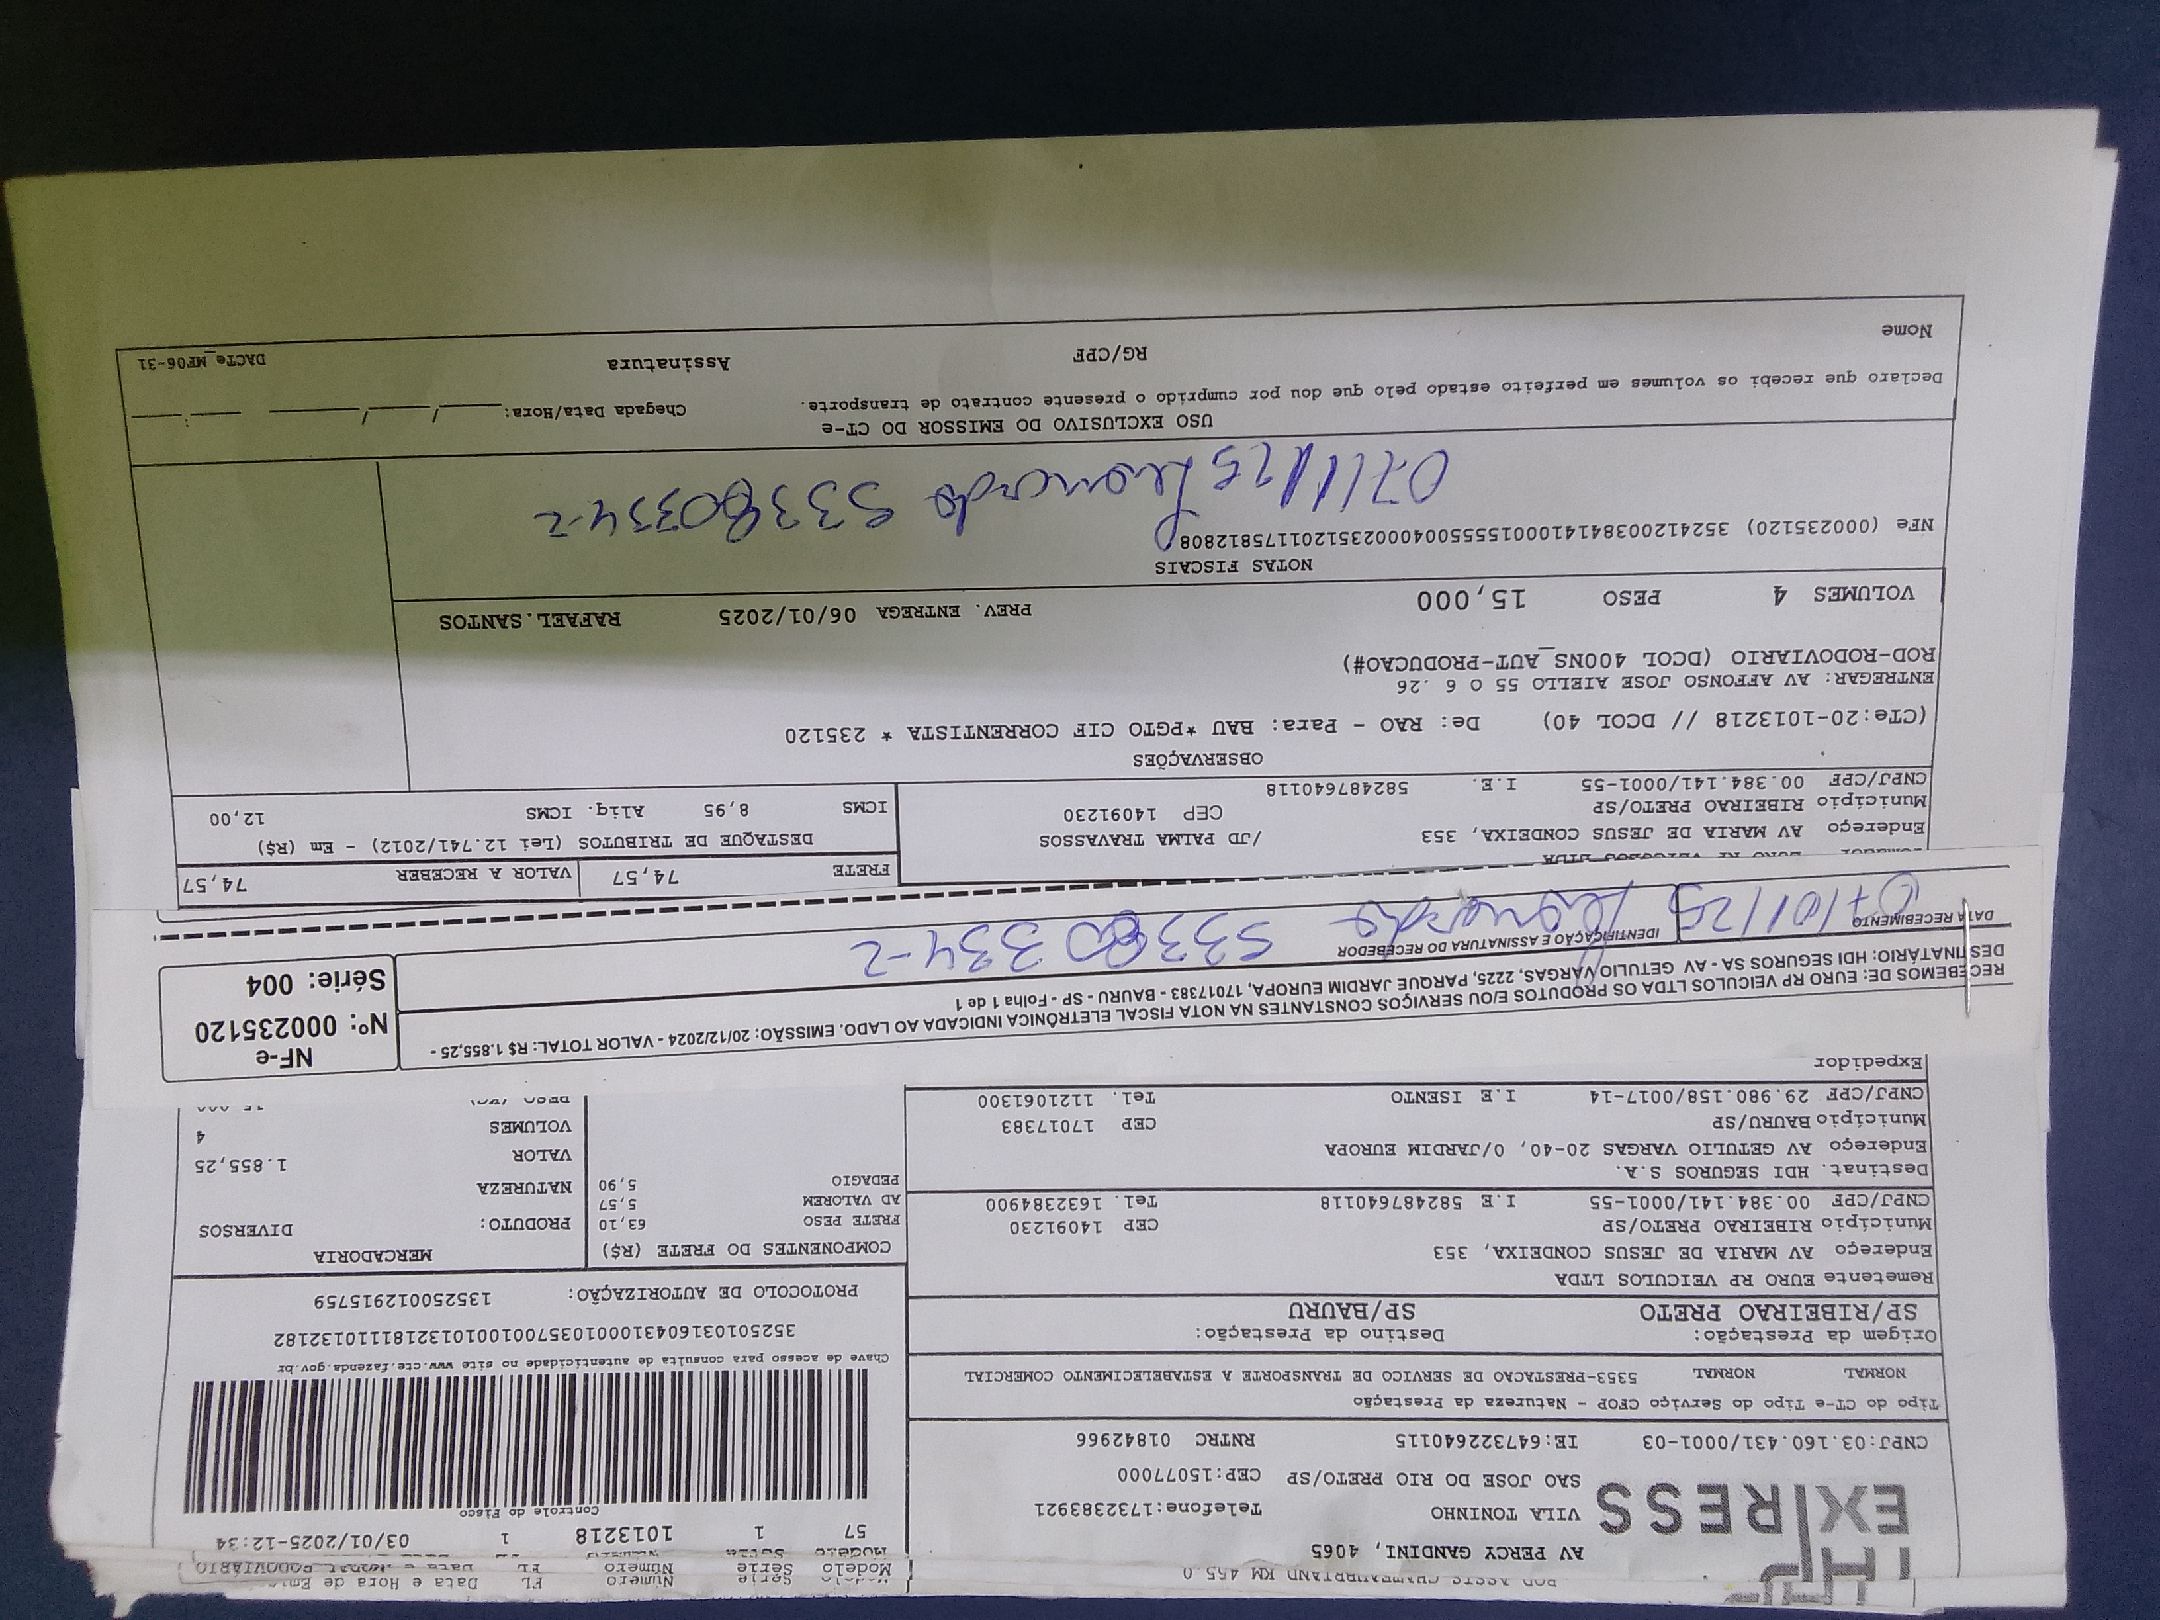 THP
EXPRESS
AV PERCY GANDINI, 4065
VILA TONINHO Telefone:1732383921
SAO JOSE DO RIO PRETO/SP CEP:15077000
CNPJ:03.160.431/0001-03 IE:647322640115 RNTRC 01842966
Modelo Série Número FL Data e Hora de
57 1 1013218 1 03/01/2025-12:34
Controle do Fisco
Chave de acesso para consulta de autenticidade no site www.cte.fazenda.gov.br
35250103160431000103570010010132181110132182
PROTOCOLO DE AUTORIZAÇÃO: 135250012915759
Tipo do CT-e Tipo do Serviço CFOP - Natureza da Prestação
NORMAL NORMAL 5353-PRESTACAO DE SERVICO DE TRANSPORTE A ESTABELECIMENTO COMERCIAL
Origem da Prestação: Destino da Prestação:
SP/RIBEIRAO PRETO SP/BAURU
Remetente EURO RP VEICULOS LTDA
Endereço AV MARIA DE JESUS CONDEIXA, 353
Município RIBEIRAO PRETO/SP CEP 14091230
CNPJ/CPF 00.384.141/0001-55 I.E 582487640118 Tel. 1632384900
Destinat. HDI SEGUROS S.A.
Endereço AV GETULIO VARGAS 20-40, 0/JARDIM EUROPA
Município BAURU/SP CEP 17017383
CNPJ/CPF 29.980.158/0017-14 I.E ISENTO Tel. 1121061300
Expedidor
COMPONENTES DO FRETE (R$)
FRETE PESO 63,10
AD VALOREM 5,57
PEDAGIO 5,90
MERCADORIA
PRODUTO: DIVERSOS
NATUREZA
VALOR 1.855,25
VOLUMES 4
RECEBEMOS DE: EURO RP VEICULOS LTDA OS PRODUTOS E/OU SERVIÇOS CONSTANTES NA NOTA FISCAL ELETRÔNICA INDICADA AO LADO. EMISSÃO: 20/12/2024 - VALOR TOTAL: R$ 1.855,25 -
DESTINATÁRIO: HDI SEGUROS SA - AV GETULIO VARGAS, 2225, PARQUE JARDIM EUROPA, 17017383 - BAURU - SP - Folha 1 de 1
DATA RECEBIMENTO IDENTIFICAÇÃO E ASSINATURA DO RECEBEDOR
07/01/25 Leonardo 53380334-2
NF-e
Nº: 000235120
Série: 004
Endereço AV MARIA DE JESUS CONDEIXA, 353 /JD PALMA TRAVASSOS
Município RIBEIRAO PRETO/SP CEP 14091230
CNPJ/CPF 00.384.141/0001-55 I.E. 582487640118
FRETE 74,57 VALOR A RECEBER 74,57
DESTAQUE DE TRIBUTOS (Lei 12.741/2012) - Em (R$)
ICMS 8,95 Aliq. ICMS 12,00
OBSERVAÇÕES
(CTe:20-1013218 // DCOL 40) De: RAO - Para: BAU *PGTO CIF CORRENTISTA * 235120
ENTREGAR: AV AFFONSO JOSE AIELLO 55 O 6 .26
ROD-RODOVIARIO (DCOL 400NS_AUT-PRODUCAO#)
VOLUMES 4 PESO 15,000 PREV. ENTREGA 06/01/2025 RAFAEL.SANTOS
NOTAS FISCAIS
NFe (000235120) 35241200384141000155550040002351201175812808
07/1/25 Leonardo 53380334-2
USO EXCLUSIVO DO EMISSOR DO CT-e
Declaro que recebi os volumes em perfeito estado pelo que dou por cumprido o presente contrato de transporte. Chegada Data/Hora: ___/___/___ ___:___
Nome RG/CPF Assinatura DACTe_MF06-31